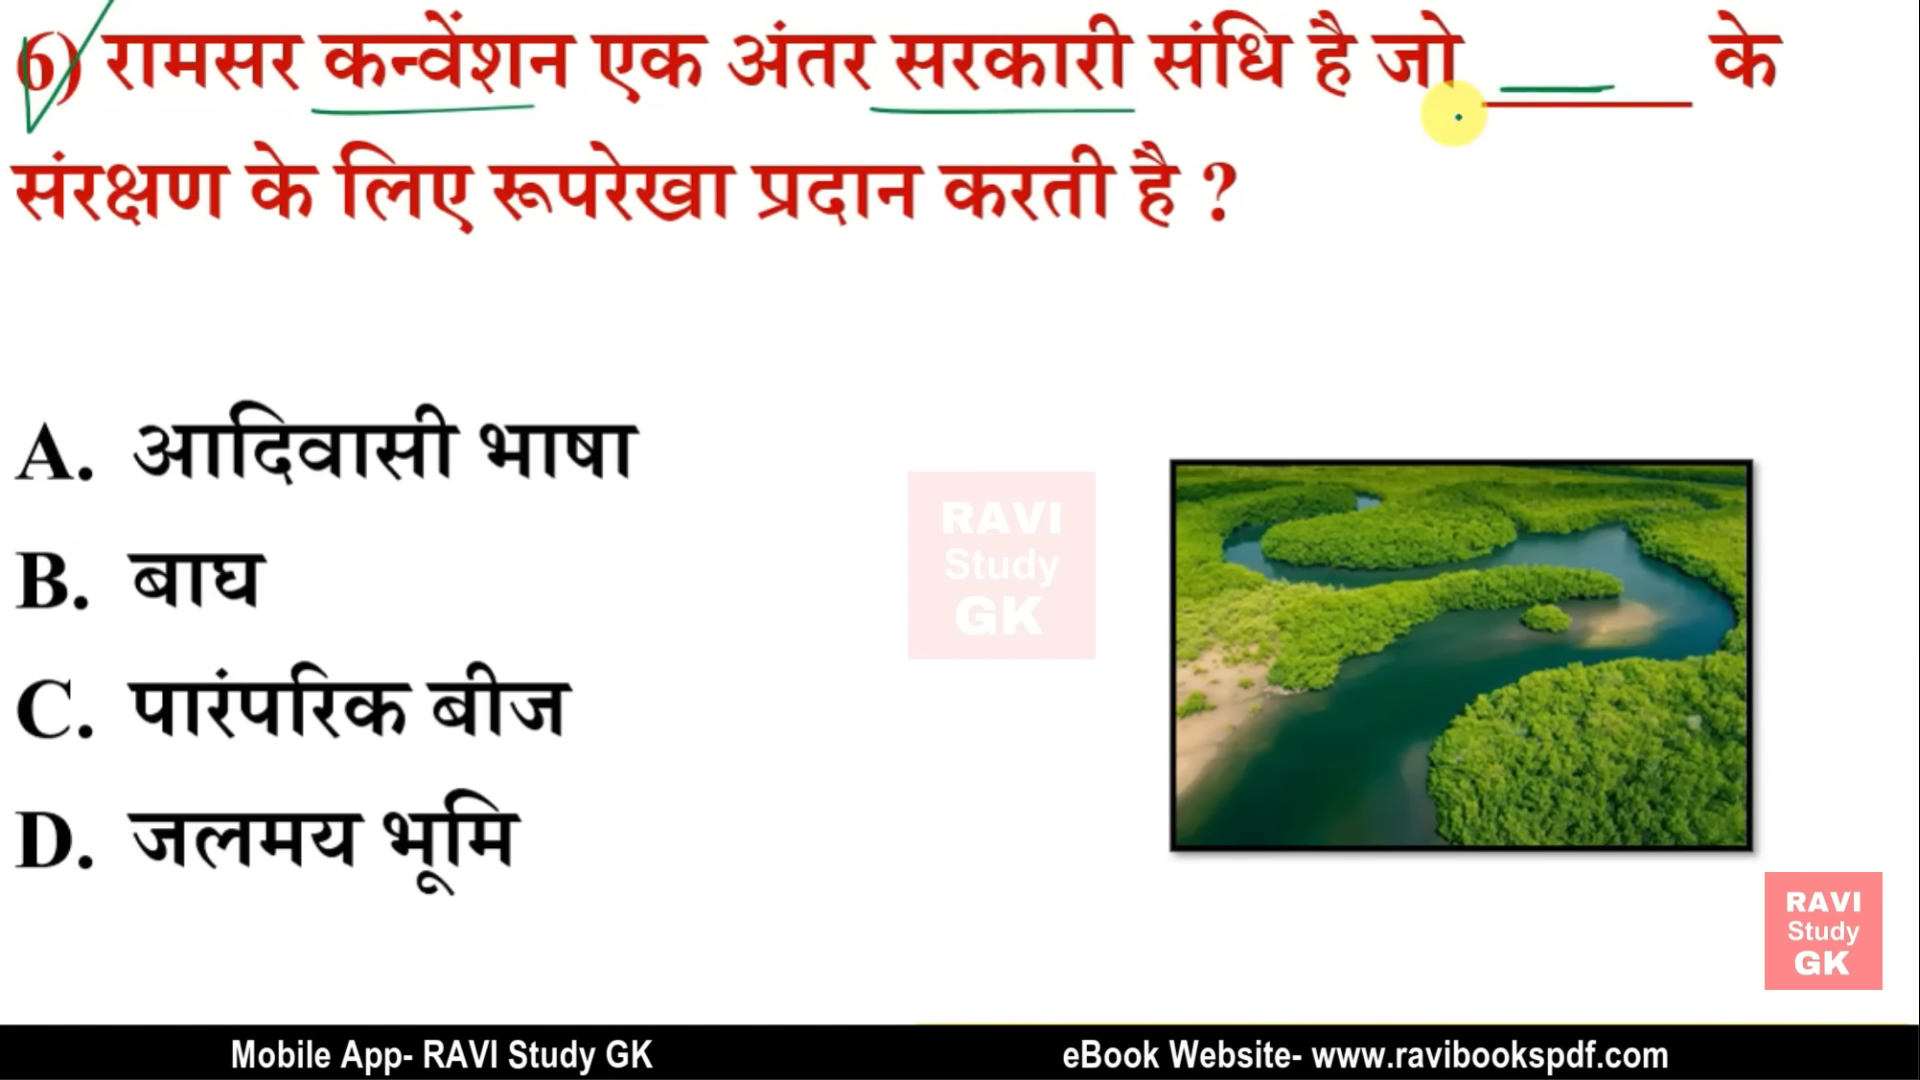 6) रामसर कन्वेंशन एक अंतर सरकारी संधि है जो ______ के
संरक्षण के लिए रूपरेखा प्रदान करती है ?
A. आदिवासी भाषा
B. बाघ
C. पारंपरिक बीज
D. जलमय भूमि
RAVI
Study
GK
RAVI
Study
GK
Mobile App- RAVI Study GK
eBook Website- www.ravibookspdf.com